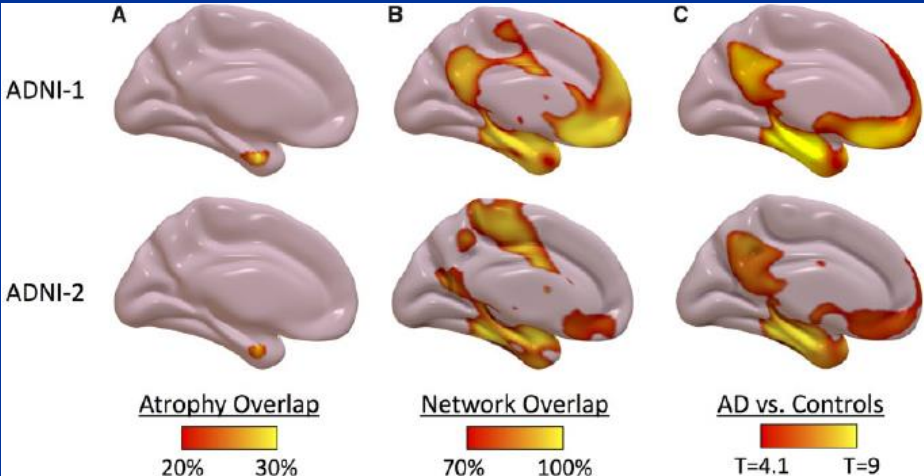 A B C
ADNI-1
ADNI-2
Atrophy Overlap Network Overlap AD vs. Controls
20% 30% 70% 100% T=4.1 T=9